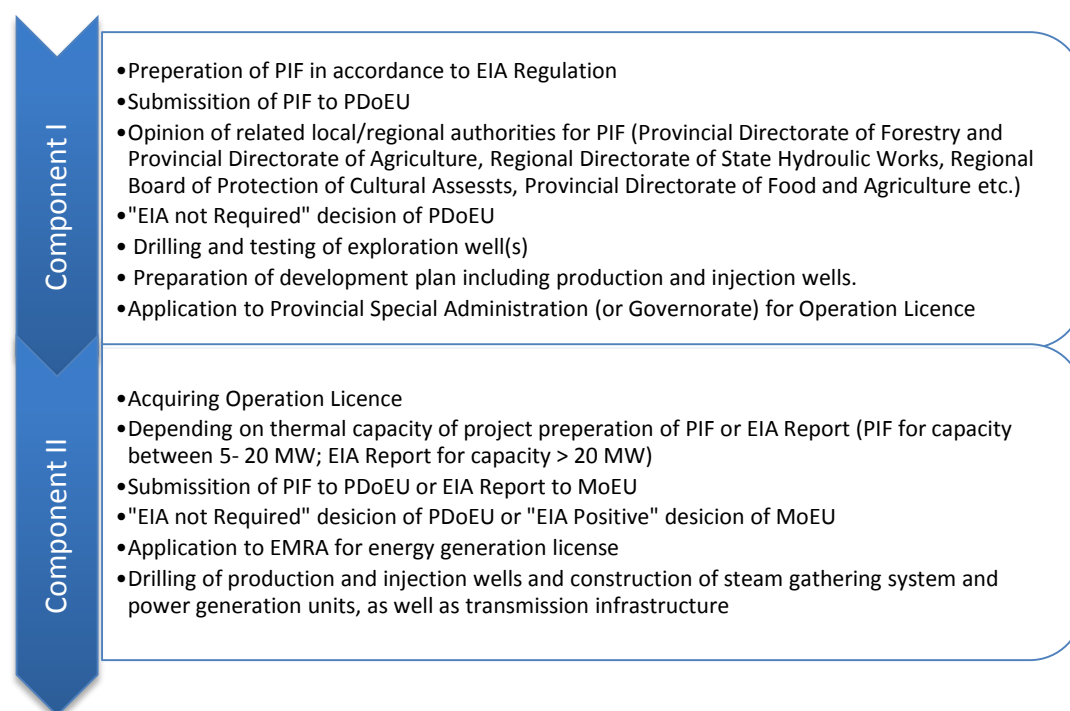 Component I
•Preperation of PIF in accordance to EIA Regulation
•Submissition of PIF to PDoEU
•Opinion of related local/regional authorities for PIF (Provincial Directorate of Forestry and
Provincial Directorate of Agriculture, Regional Directorate of State Hydroulic Works, Regional
Board of Protection of Cultural Assessts, Provincial Dİrectorate of Food and Agriculture etc.)
•"EIA not Required" decision of PDoEU
• Drilling and testing of exploration well(s)
• Preparation of development plan including production and injection wells.
•Application to Provincial Special Administration (or Governorate) for Operation Licence
Component II
•Acquiring Operation Licence
•Depending on thermal capacity of project preperation of PIF or EIA Report (PIF for capacity
between 5- 20 MW; EIA Report for capacity > 20 MW)
•Submissition of PIF to PDoEU or EIA Report to MoEU
•"EIA not Required" desicion of PDoEU or "EIA Positive" desicion of MoEU
•Application to EMRA for energy generation license
•Drilling of production and injection wells and construction of steam gathering system and
power generation units, as well as transmission infrastructure